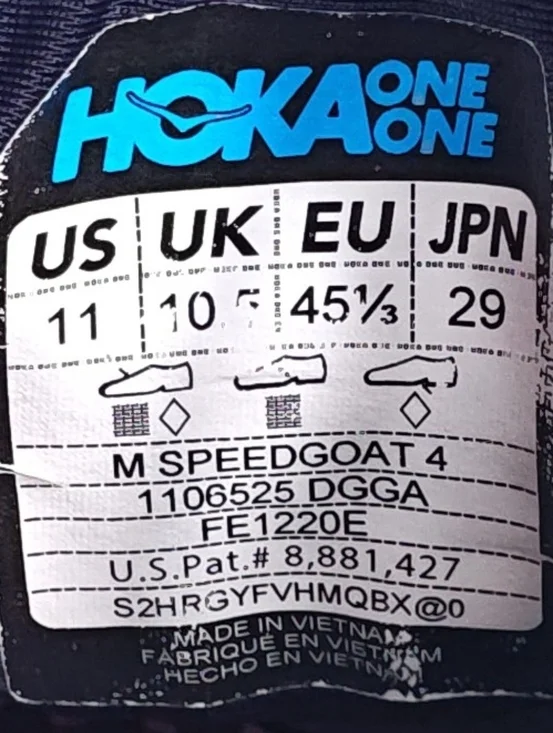 HOKA ONE ONE
US UK EU JPN
11 10 45⅓ 29
M SPEEDGOAT 4
1106525 DGGA
FE1220E
U.S.Pat.# 8,881,427
S2HRGYFVHMQBX@0
MADE IN VIETNAM
FABRIQUÉ EN VIETNAM
HECHO EN VIETNAM